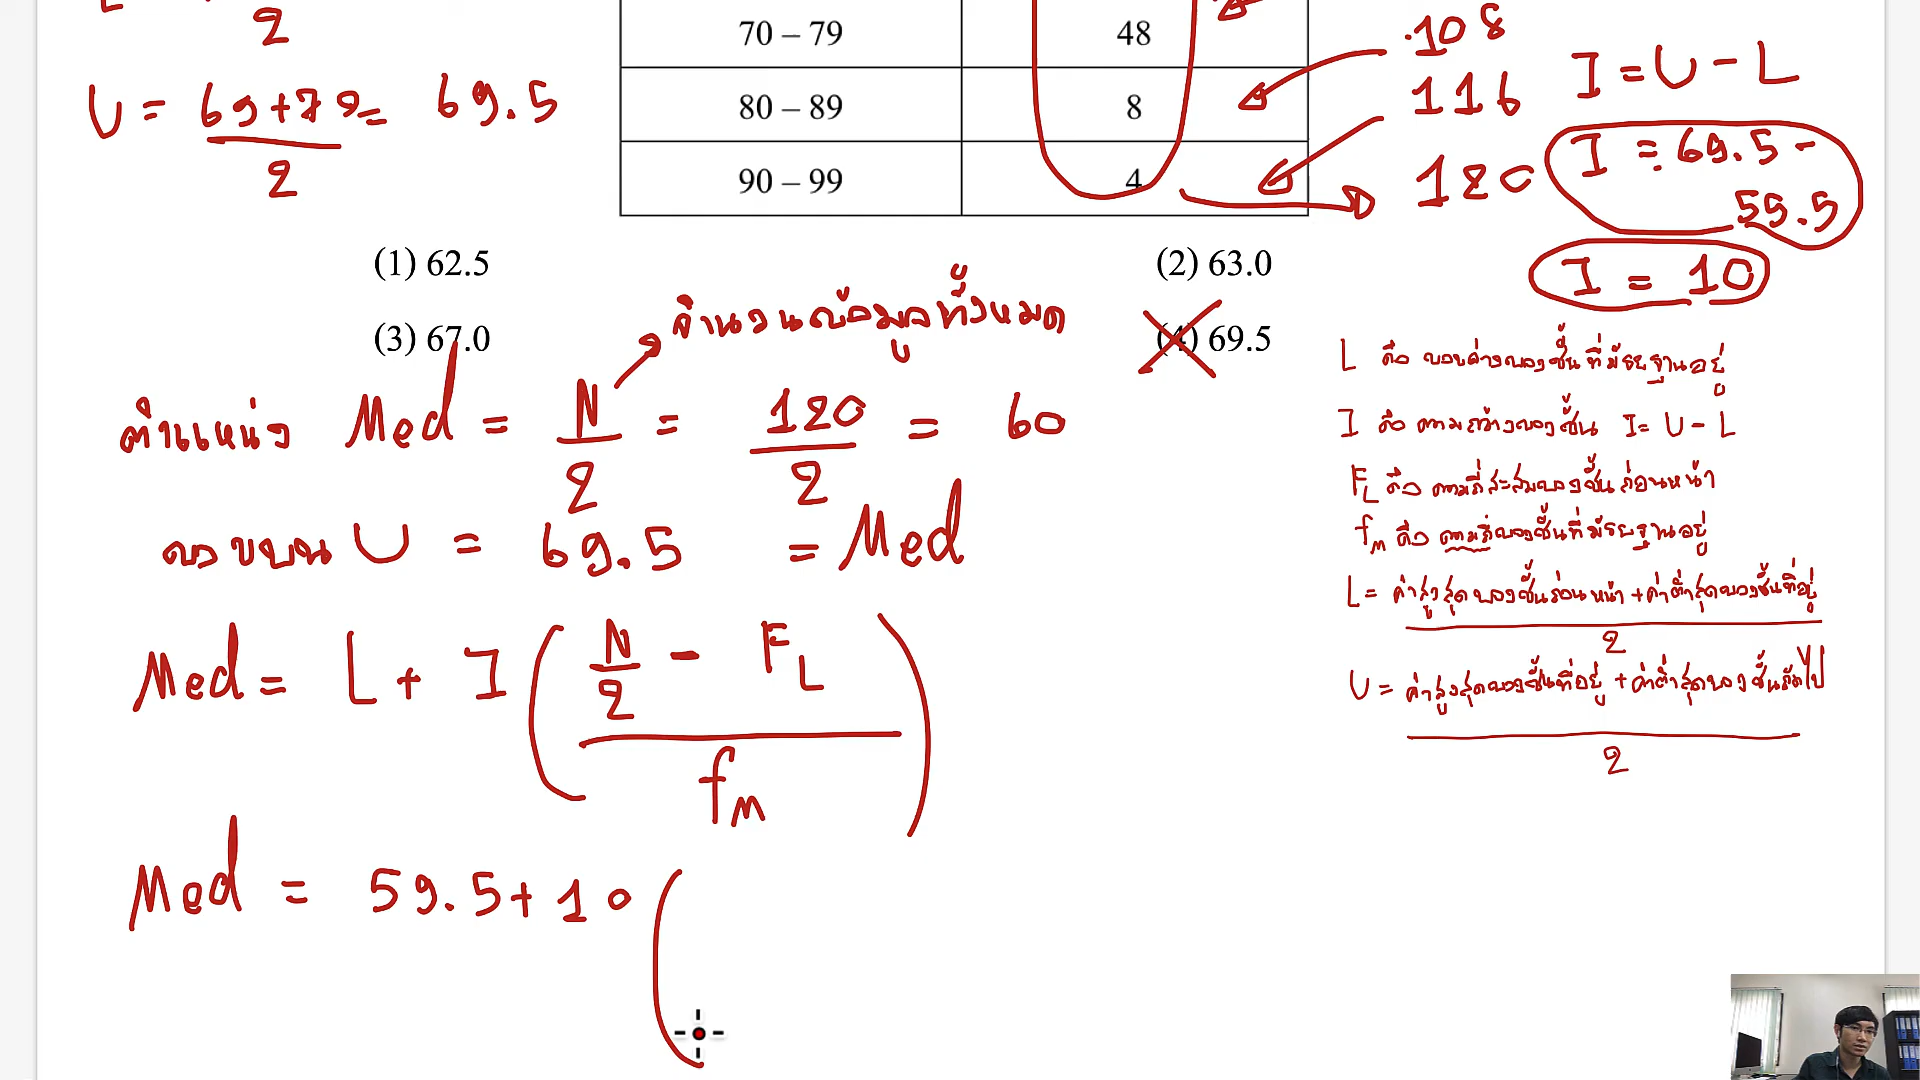 2
70 – 79 48
.108
I = U - L
U = 69+79 = 69.5
2
80 – 89 8
116
I = 69.5 - 59.5
90 – 99 4
120
(1) 62.5 (2) 63.0
I = 10
จำนวนข้อมูลทั้งหมด
(3) 67.0 (4) 69.5
L คือ ขอบล่างของชั้นที่มัธยฐานอยู่
ตำแหน่ง Med = N/2 = 120/2 = 60
I คือ ความกว้างของชั้น I = U - L
F_L คือ ความถี่สะสมของชั้นก่อนหน้า
ขอบบน U = 69.5 = Med
f_m คือ ความถี่ของชั้นที่มัธยฐานอยู่
L = ค่าสูงสุดของชั้นก่อนหน้า + ค่าต่ำสุดของชั้นที่อยู่
2
Med = L + I ( N/2 - F_L
f_m )
U = ค่าสูงสุดของชั้นที่อยู่ + ค่าต่ำสุดของชั้นถัดไป
2
Med = 59.5 + 10 (